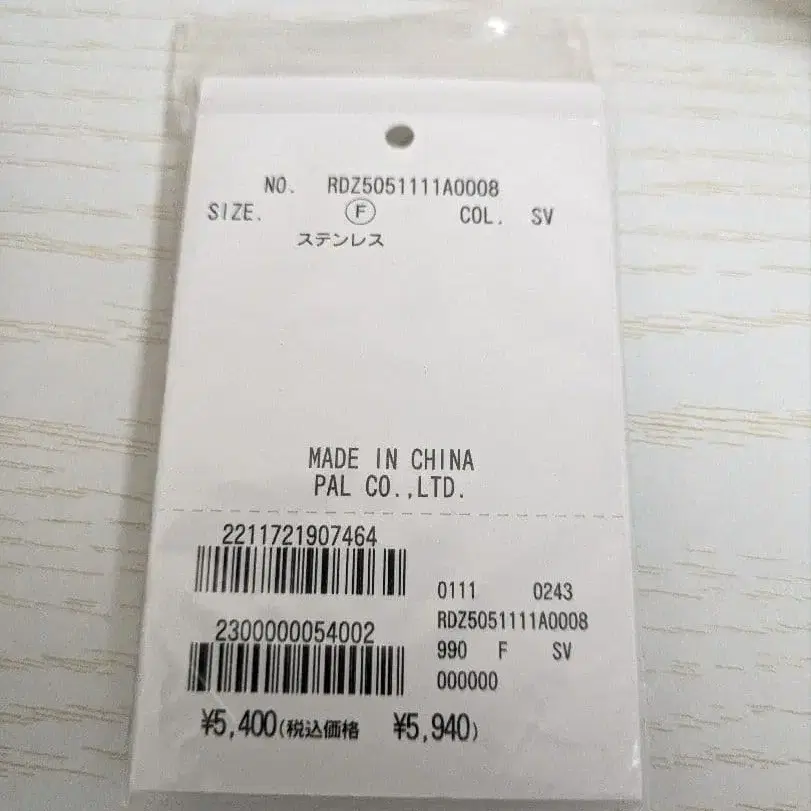 NO. RDZ5051111A0008
SIZE. Ⓕ COL. SV
ステンレス
MADE IN CHINA
PAL CO.,LTD.
2211721907464
2300000054002
0111 0243
RDZ5051111A0008
990 F SV
000000
¥5,400(税込価格 ¥5,940)